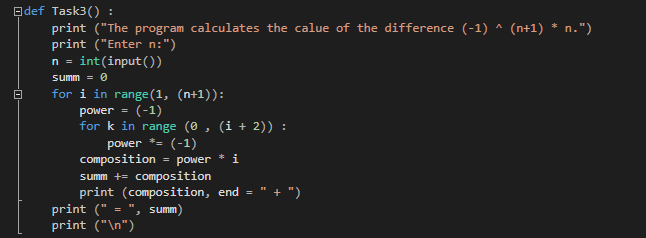 def Task3() :
    print ("The program calculates the calue of the difference (-1) ^ (n+1) * n.")
    print ("Enter n:")
    n = int(input())
    summ = 0
    for i in range(1, (n+1)):
        power = (-1)
        for k in range (0 , (i + 2)) :
            power *= (-1)
        composition = power * i
        summ += composition
        print (composition, end = " + ")
    print (" = ", summ)
    print ("\n")